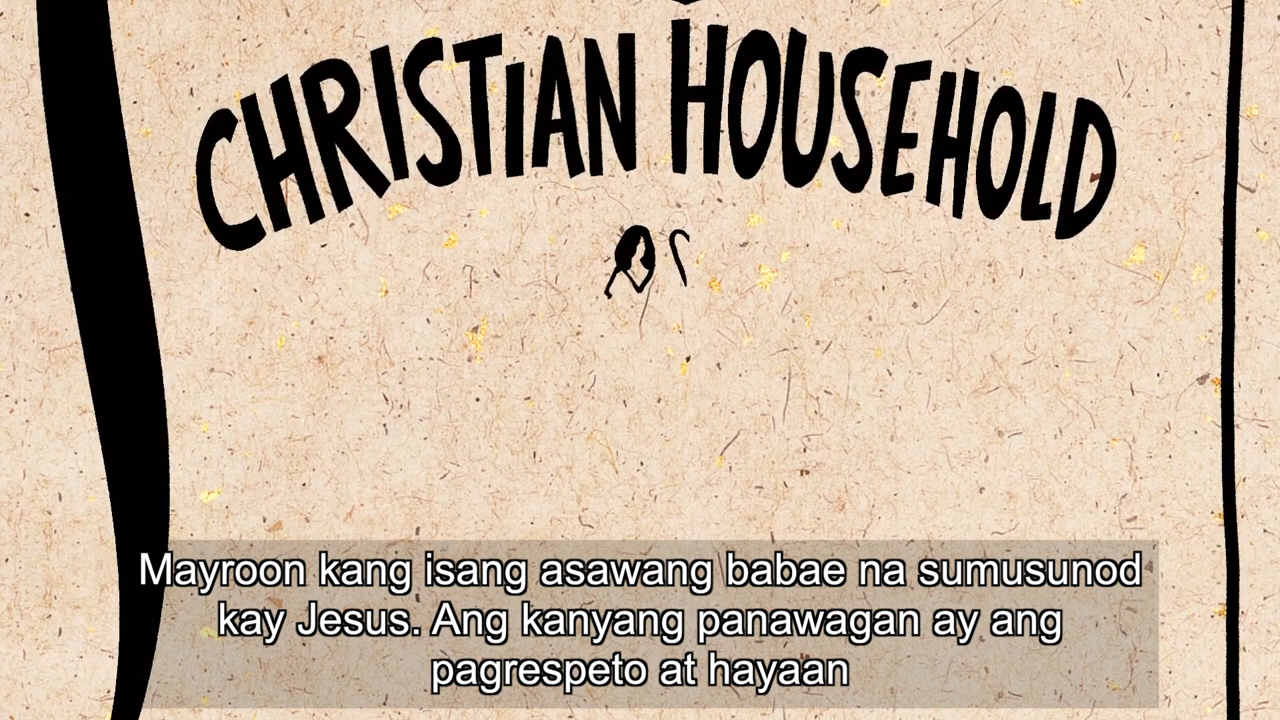 CHRISTIAN HOUSEHOLD
Mayroon kang isang asawang babae na sumusunod
kay Jesus. Ang kanyang panawagan ay ang
pagrespeto at hayaan